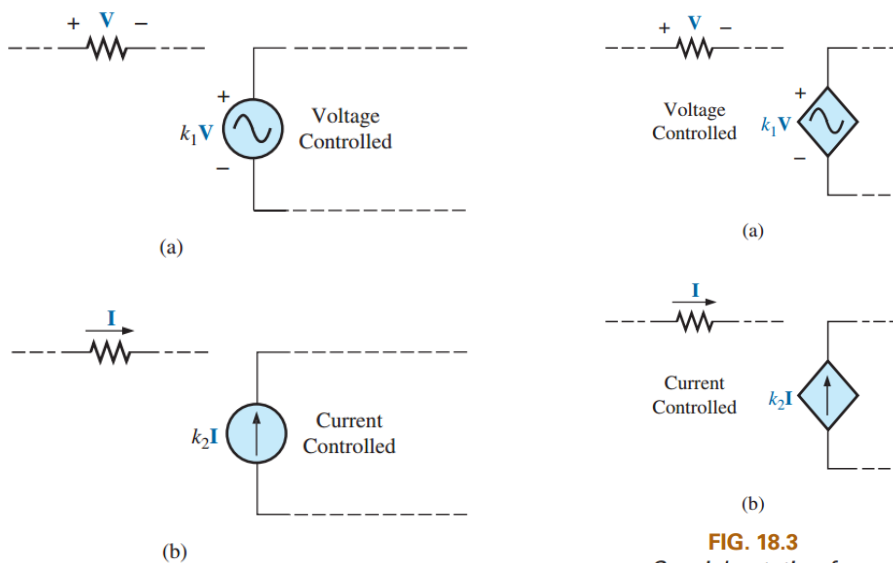 + V −
+
k₁V
−
Voltage
Controlled
(a)
I
k₂I
Current
Controlled
(b)
+ V −
Voltage
Controlled
+
k₁V
−
(a)
I
Current
Controlled
k₂I
(b)
FIG. 18.3